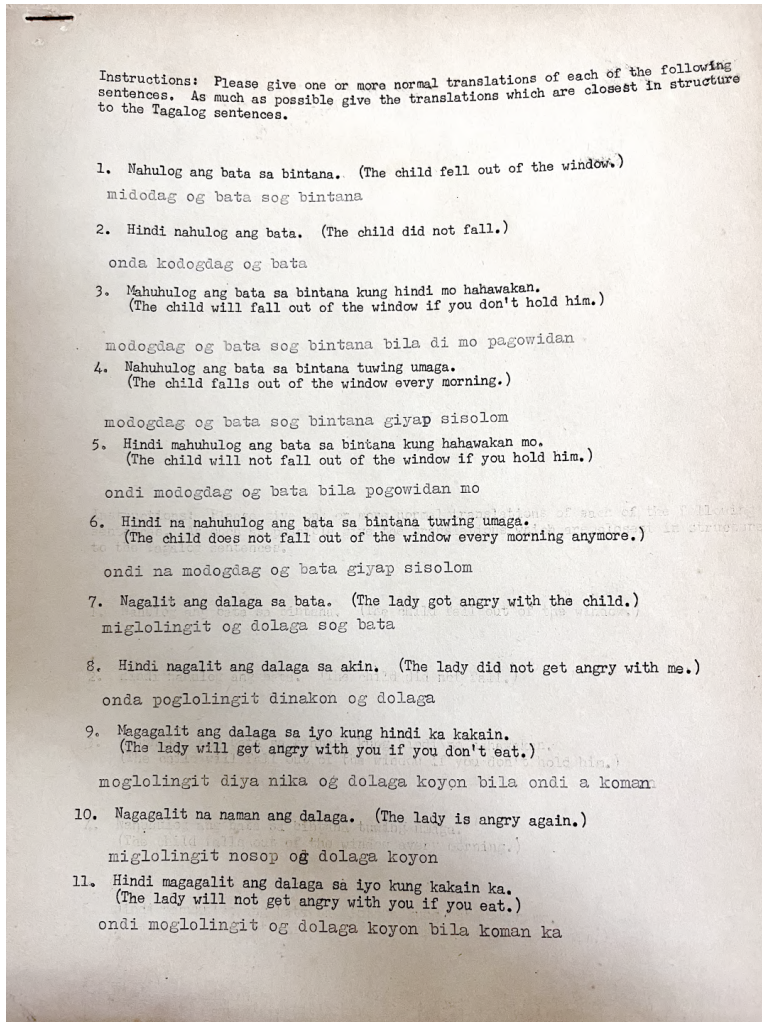 Instructions: Please give one or more normal translations of each of the following
sentences. As much as possible give the translations which are closest in structure
to the Tagalog sentences.
1. Nahulog ang bata sa bintana. (The child fell out of the window.)
midodag og bata sog bintana
2. Hindi nahulog ang bata. (The child did not fall.)
onda kodogdag og bata
3. Mahuhulog ang bata sa bintana kung hindi mo hahawakan.
(The child will fall out of the window if you don't hold him.)
modogdag og bata sog bintana bila di mo pagowidan
4. Nahuhulog ang bata sa bintana tuwing umaga.
(The child falls out of the window every morning.)
modogdag og bata sog bintana giyap sisolom
5. Hindi mahuhulog ang bata sa bintana kung hahawakan mo.
(The child will not fall out of the window if you hold him.)
ondi modogdag og bata bila pogowidan mo
6. Hindi na nahuhulog ang bata sa bintana tuwing umaga.
(The child does not fall out of the window every morning anymore.)
ondi na modogdag og bata giyap sisolom
7. Nagalit ang dalaga sa bata. (The lady got angry with the child.)
miglolingit og dolaga sog bata
8. Hindi nagalit ang dalaga sa akin. (The lady did not get angry with me.)
onda poglolingit dinakon og dolaga
9. Magagalit ang dalaga sa iyo kung hindi ka kakain.
(The lady will get angry with you if you don't eat.)
moglolingit diya nika og dolaga koyon bila ondi a koman
10. Nagagalit na naman ang dalaga. (The lady is angry again.)
miglolingit nosop og dolaga koyon
11. Hindi magagalit ang dalaga sa iyo kung kakain ka.
(The lady will not get angry with you if you eat.)
ondi moglolingit og dolaga koyon bila koman ka